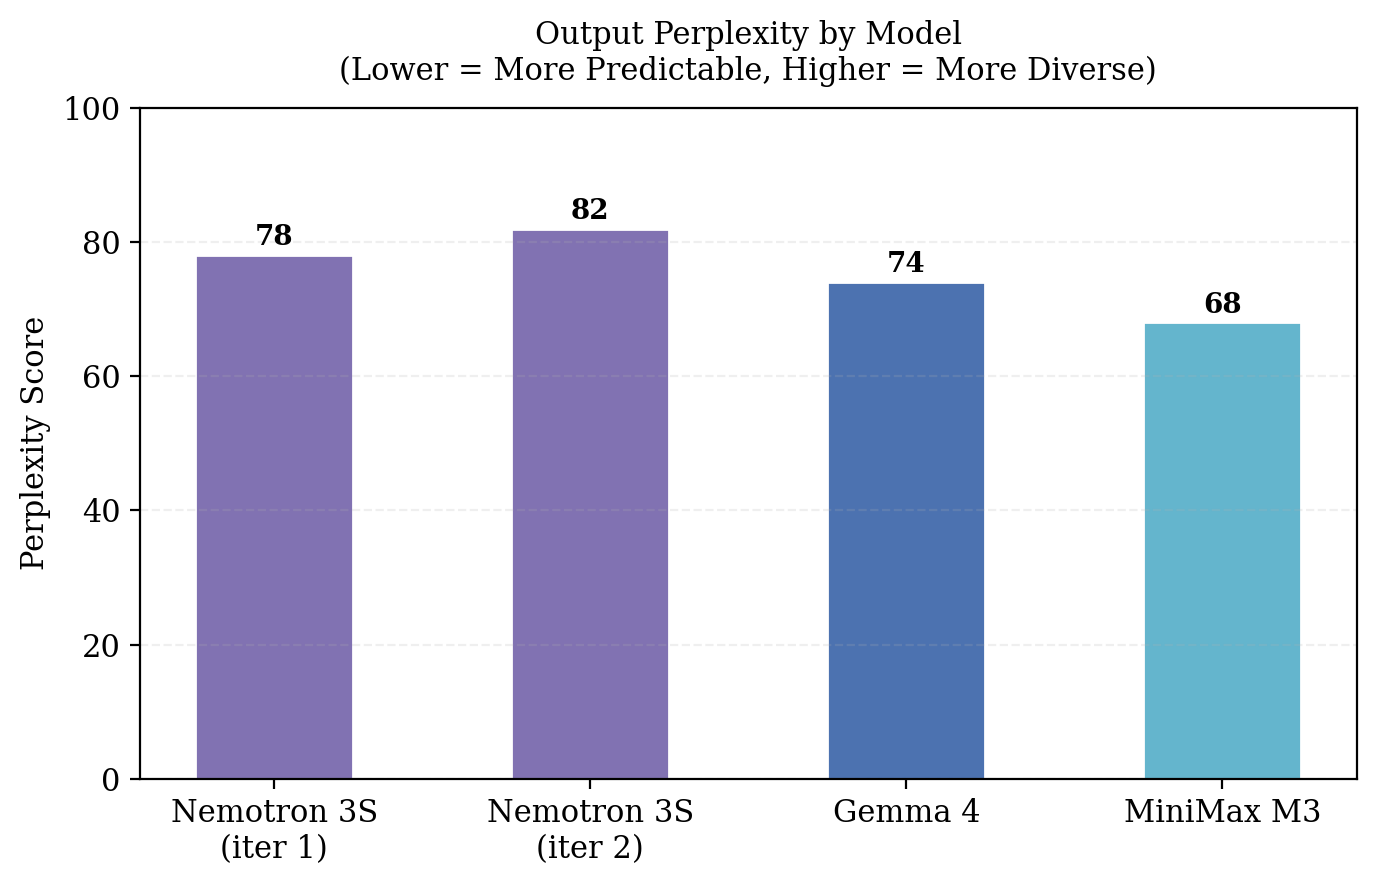 Output Perplexity by Model
(Lower = More Predictable, Higher = More Diverse)
Perplexity Score
100
80
60
40
20
0
78
82
74
68
Nemotron 3S
(iter 1)
Nemotron 3S
(iter 2)
Gemma 4
MiniMax M3